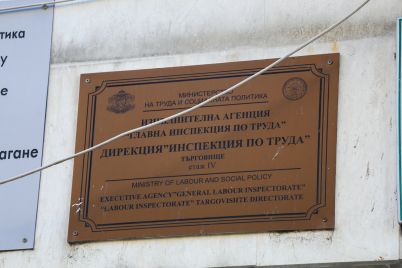 итика
у
е
агане
МИНИСТЕРСТВО
НА ТРУДА И СОЦИАЛНАТА ПОЛИТИКА
ИЗПЪЛНИТЕЛНА АГЕНЦИЯ
"ГЛАВНА ИНСПЕКЦИЯ ПО ТРУДА"
ДИРЕКЦИЯ"ИНСПЕКЦИЯ ПО ТРУДА"
ТЪРГОВИЩЕ
етаж IV
MINISTRY OF LABOUR AND SOCIAL POLICY
EXECUTIVE AGENCY"GENERAL LABOUR INSPECTORATE"
"LABOUR INSPECTORATE" TARGOVISHTE DIRECTORATE